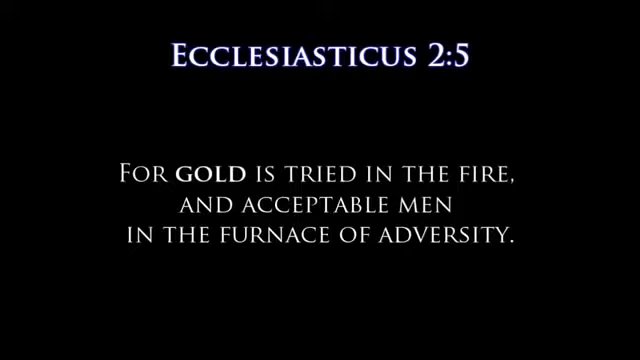 Ecclesiasticus 2:5
For gold is tried in the fire,
and acceptable men
in the furnace of adversity.